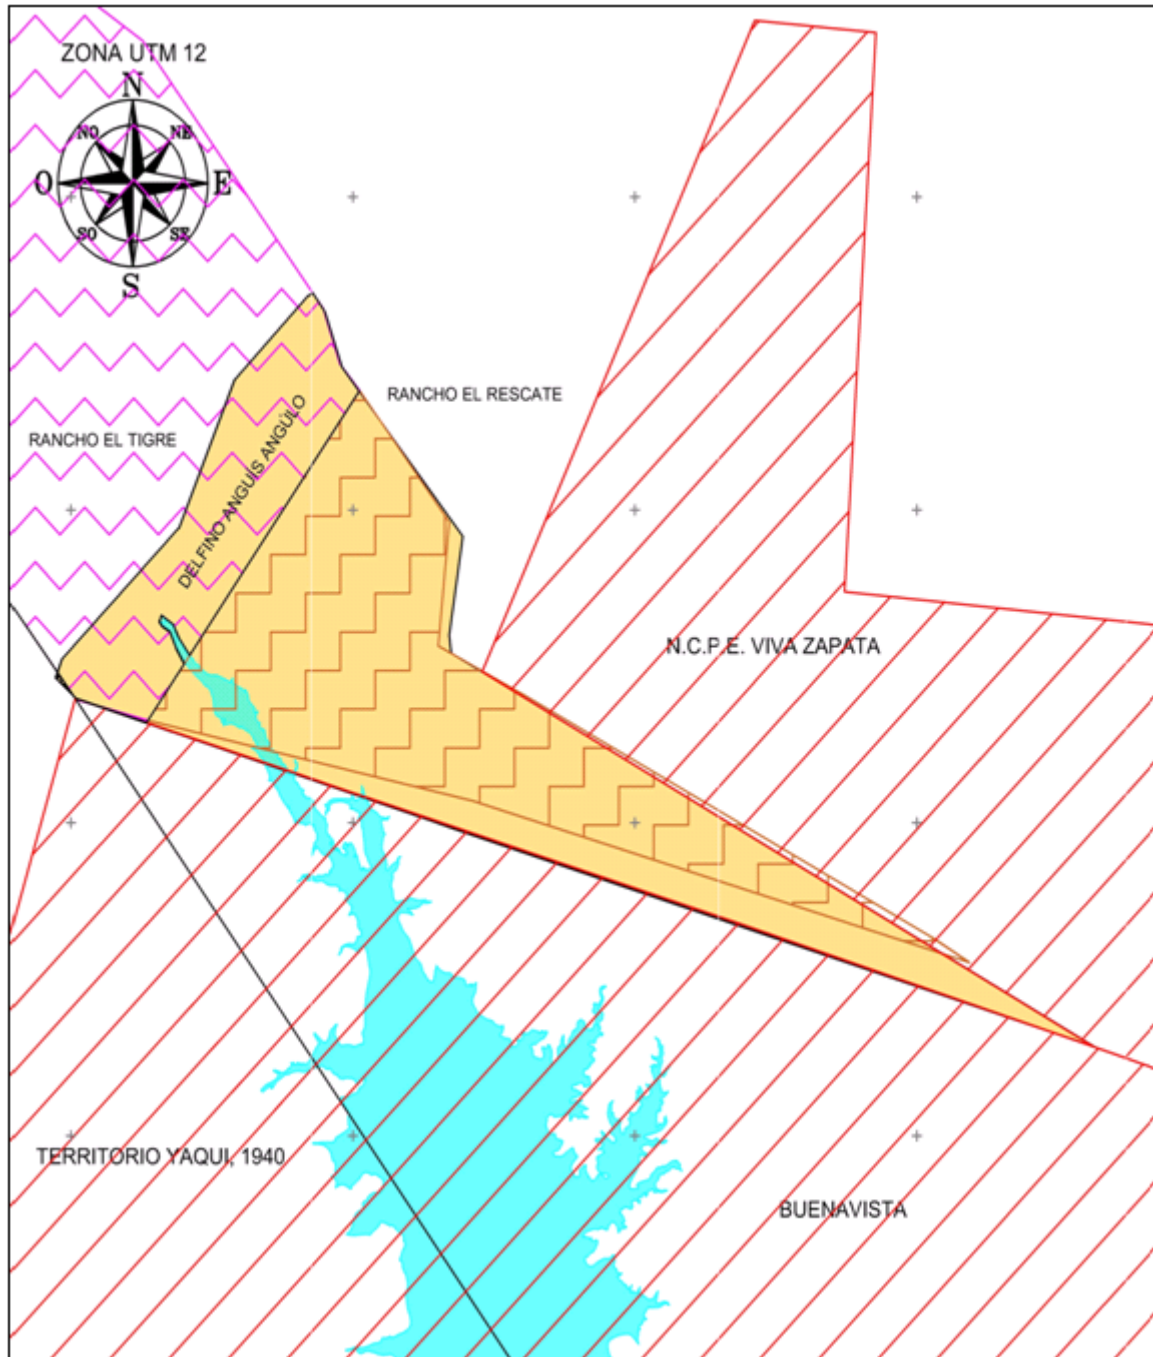 ZONA UTM 12
N
NO
NE
O
E
SO
SE
S
RANCHO EL RESCATE
RANCHO EL TIGRE
DELFINO ANGUIS ANGÚLO
N.C.P.E. VIVA ZAPATA
TERRITORIO YAQUI, 1940
BUENAVISTA